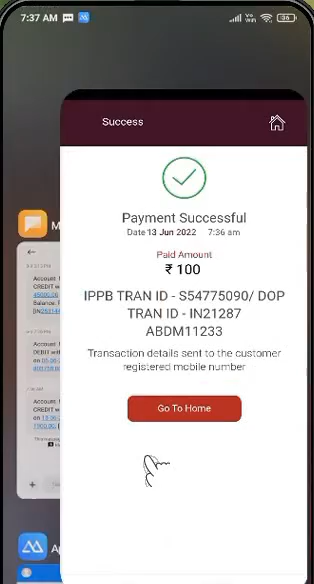 7:37 AM
Success
Payment Successful
Date 13 Jun 2022 7:36 am
Paid Amount
₹ 100
IPPB TRAN ID - S54775090/ DOP
TRAN ID - IN21287
ABDM11233
Transaction details sent to the customer
registered mobile number
Go To Home